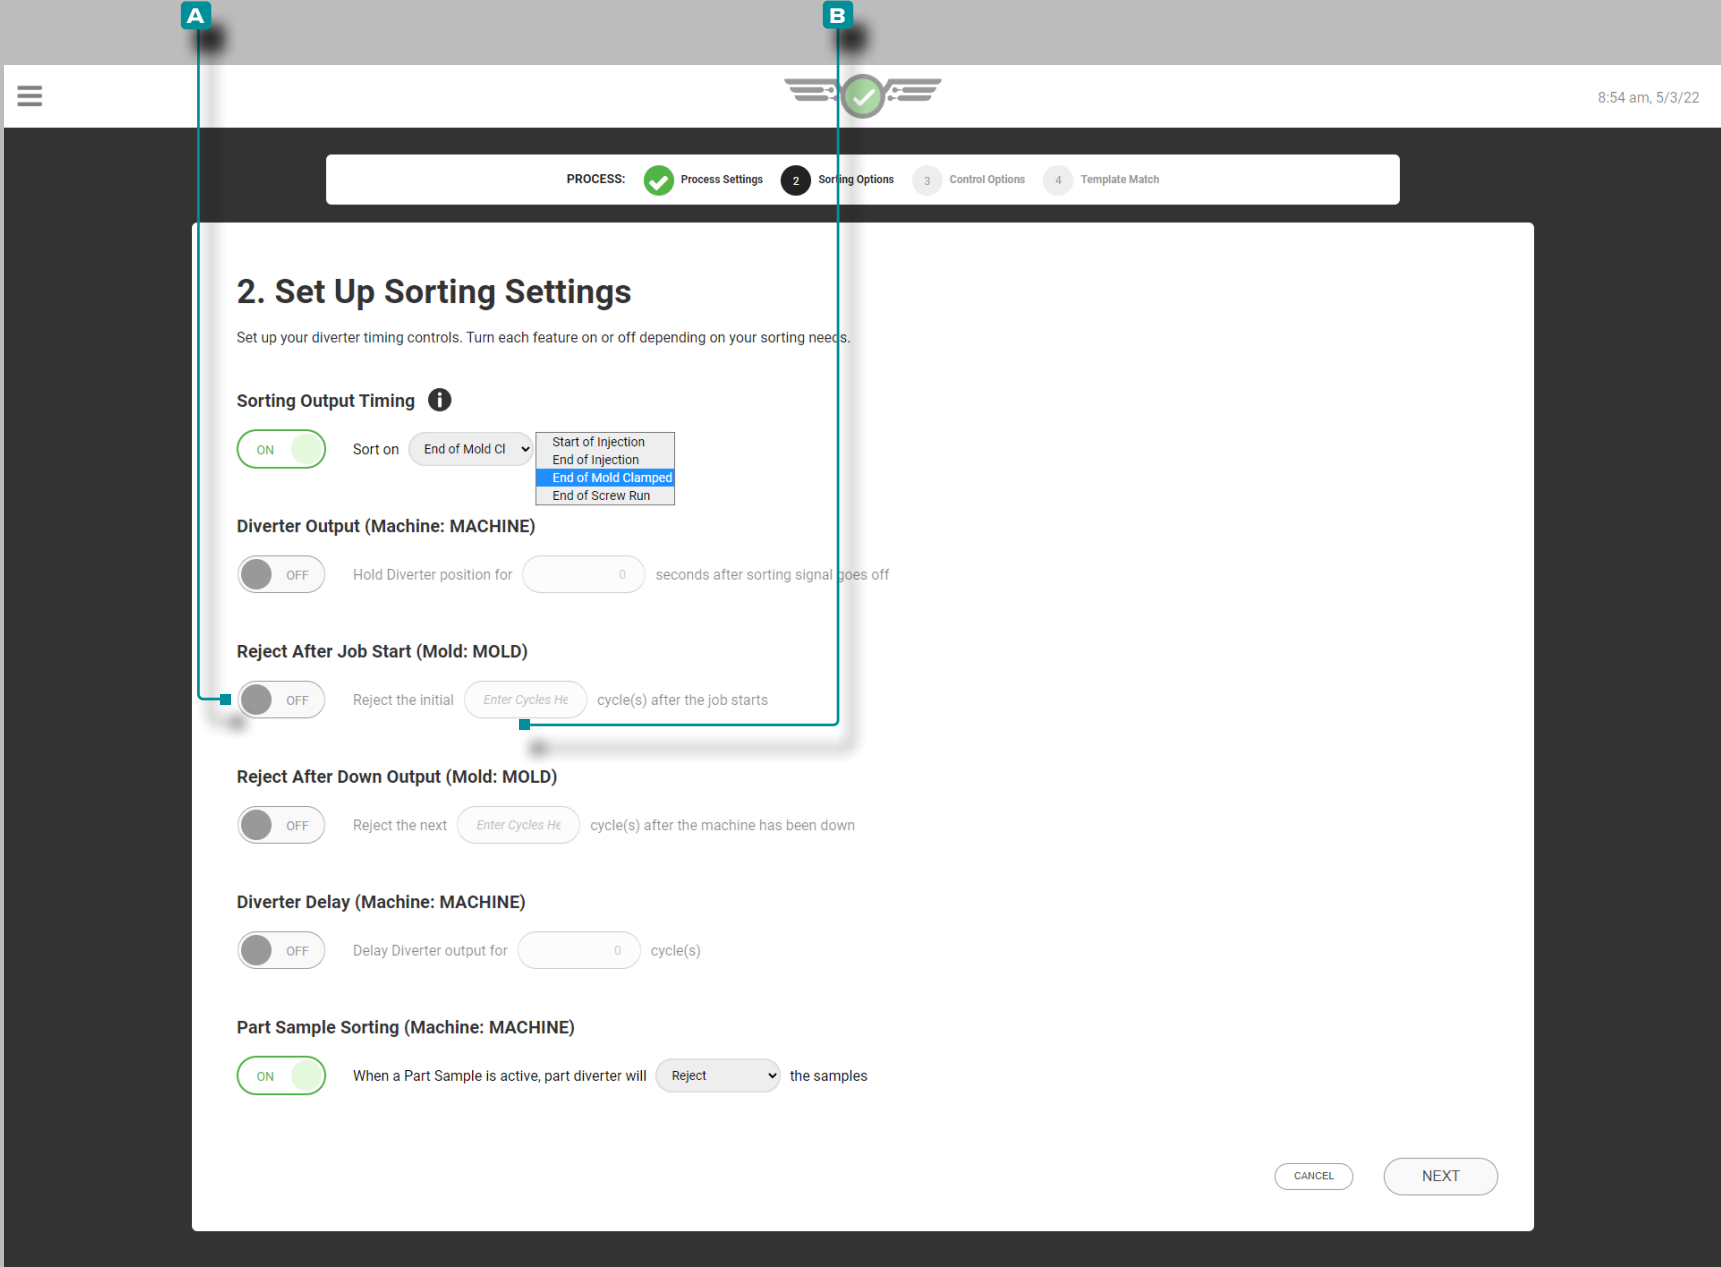 A B
8:54 am, 5/3/22
PROCESS: Process Settings 2 Sorting Options 3 Control Options 4 Template Match
2. Set Up Sorting Settings
Set up your diverter timing controls. Turn each feature on or off depending on your sorting needs.
Sorting Output Timing i
ON Sort on End of Mold Cl
Start of Injection
End of Injection
End of Mold Clamped
End of Screw Run
Diverter Output (Machine: MACHINE)
OFF Hold Diverter position for 0 seconds after sorting signal goes off
Reject After Job Start (Mold: MOLD)
OFF Reject the initial Enter Cycles He cycle(s) after the job starts
Reject After Down Output (Mold: MOLD)
OFF Reject the next Enter Cycles He cycle(s) after the machine has been down
Diverter Delay (Machine: MACHINE)
OFF Delay Diverter output for 0 cycle(s)
Part Sample Sorting (Machine: MACHINE)
ON When a Part Sample is active, part diverter will Reject the samples
CANCEL NEXT